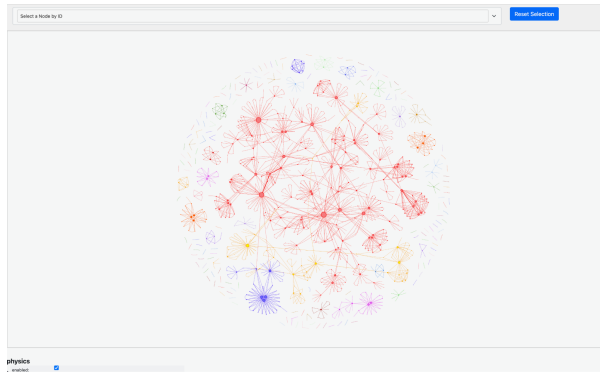 Select a Node by ID
Reset Selection
physics
enabled: